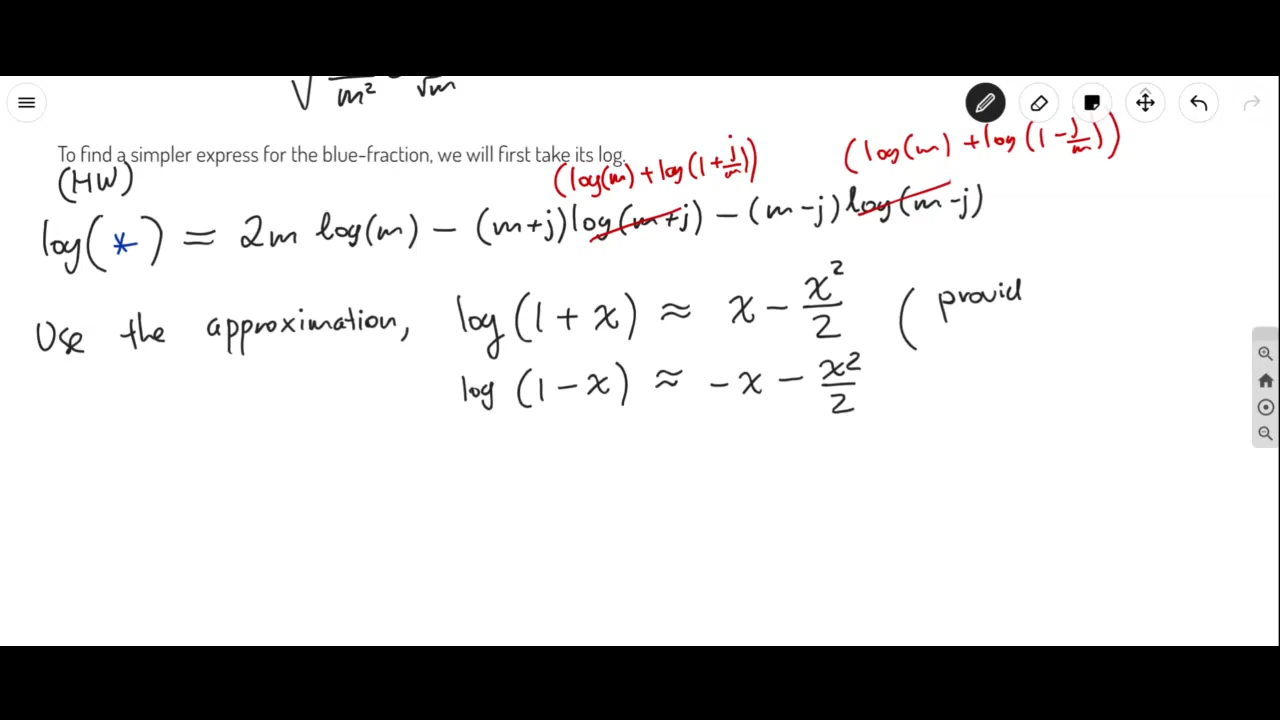 √ m² √m
To find a simpler express for the blue-fraction, we will first take its log.
(HW)
(log(m) + log(1+j/m)) (log(m) + log(1-j/m))
log(*) = 2m log(m) - (m+j) log(m+j) - (m-j) log(m-j)
Use the approximation, log(1+x) ≈ x - x²/2 ( provid
log(1-x) ≈ -x - x²/2